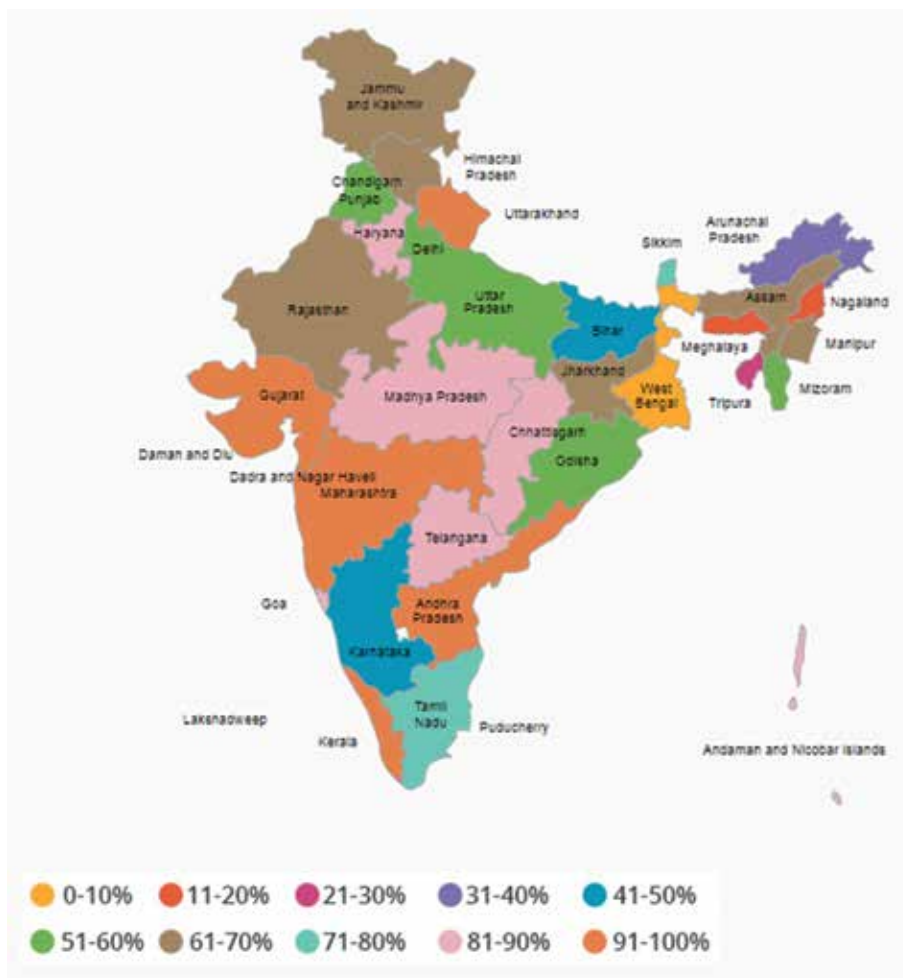 Jammu
and Kashmir
Himachal
Pradesh
Chandigarh
Punjab
Uttarakhand
Haryana
Delhi
Arunachal
Pradesh
Sikkim
Rajasthan
Uttar
Pradesh
Bihar
Assam
Nagaland
Meghalaya
Manipur
Jharkhand
Gujarat
Madhya Pradesh
West
Bengal
Tripura
Mizoram
Chhattisgarh
Daman and Diu
Odisha
Dadra and Nagar Haveli
Maharashtra
Telangana
Goa
Andhra
Pradesh
Karnataka
Lakshadweep
Tamil
Nadu
Puducherry
Kerala
Andaman and Nicobar Islands
0-10% 11-20% 21-30% 31-40% 41-50%
51-60% 61-70% 71-80% 81-90% 91-100%